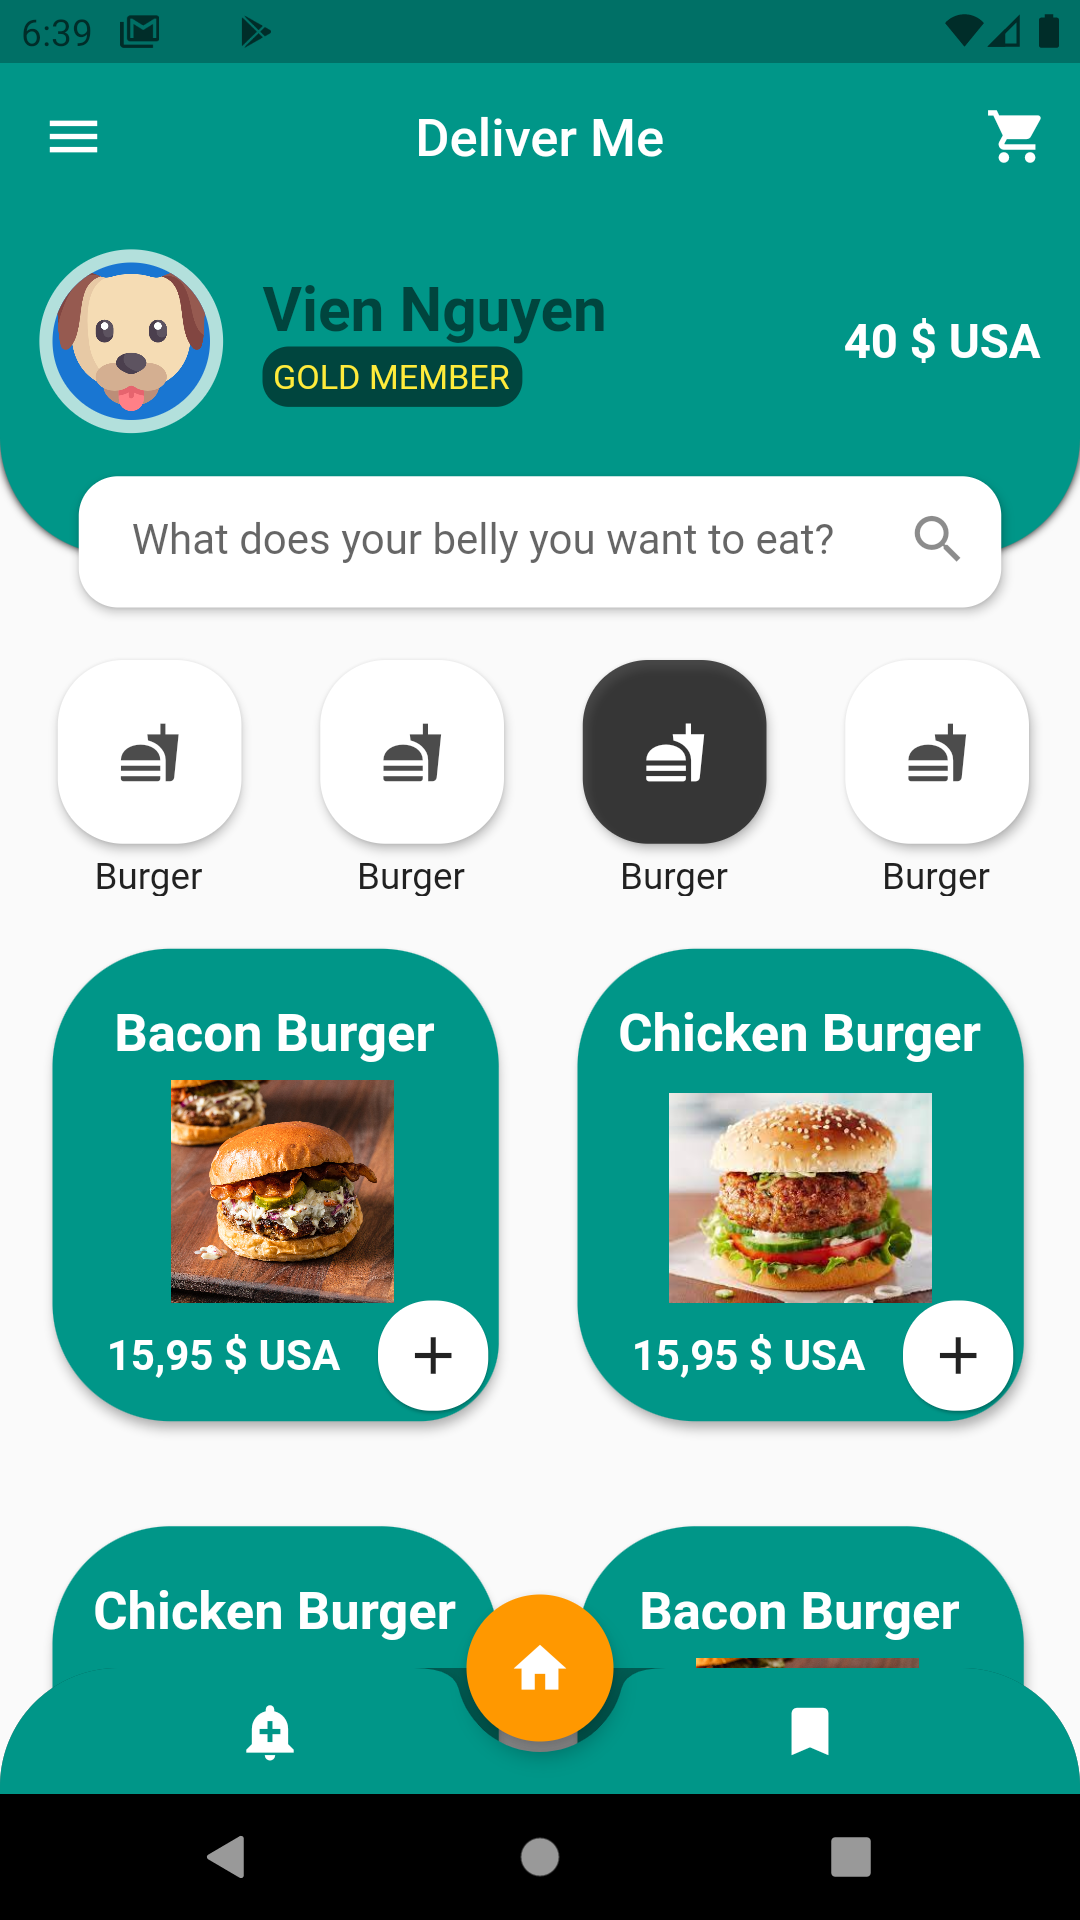 6:39
Deliver Me
Vien Nguyen
GOLD MEMBER
40 $ USA
What does your belly you want to eat?
Burger
Burger
Burger
Burger
Bacon Burger
Chicken Burger
15,95 $ USA
15,95 $ USA
Chicken Burger
Bacon Burger